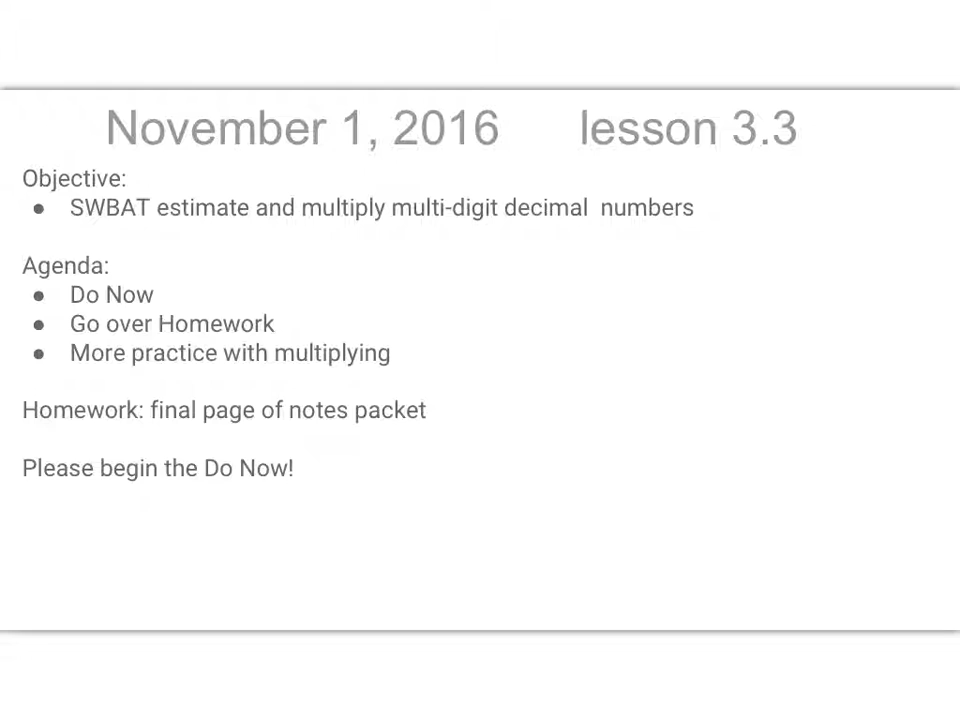 November 1, 2016 lesson 3.3
Objective:
● SWBAT estimate and multiply multi-digit decimal numbers
Agenda:
● Do Now
● Go over Homework
● More practice with multiplying
Homework: final page of notes packet
Please begin the Do Now!